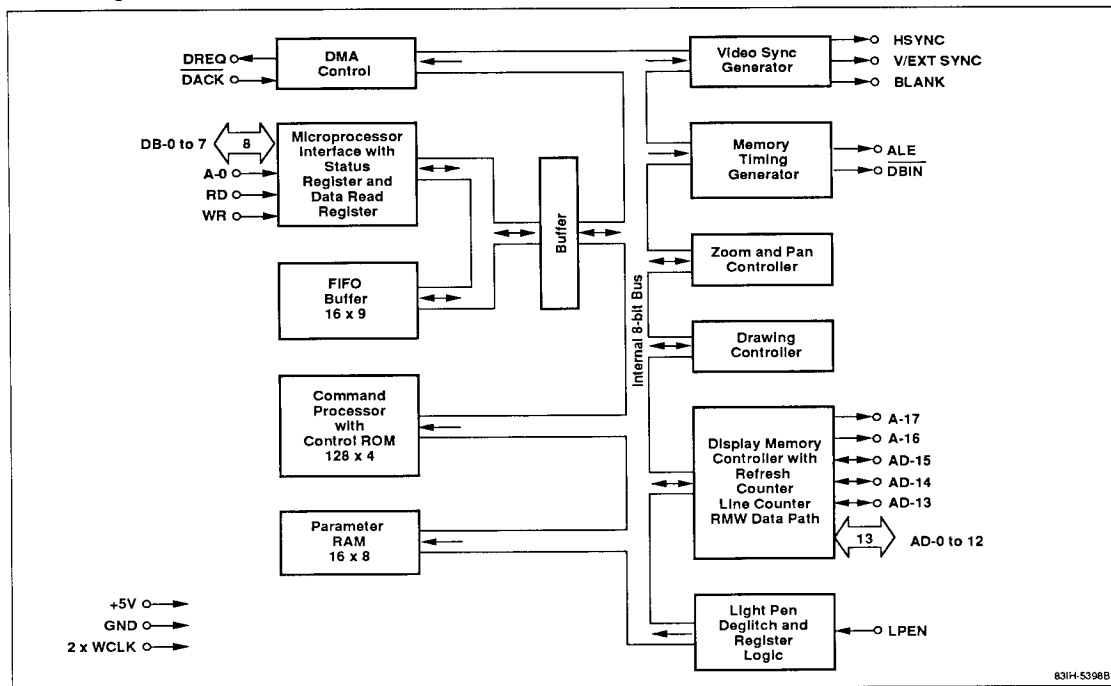 DREQ
DACK
DMA
Control
DB-0 to 7
8
A-0
RD
WR
Microprocessor
Interface with
Status
Register and
Data Read
Register
FIFO
Buffer
16 x 9
Command
Processor
with
Control ROM
128 x 4
Parameter
RAM
16 x 8
+5V
GND
2 x WCLK
Buffer
Internal 8-bit Bus
Video Sync
Generator
HSYNC
V/EXT SYNC
BLANK
Memory
Timing
Generator
ALE
DBIN
Zoom and Pan
Controller
Drawing
Controller
Display Memory
Controller with
Refresh
Counter
Line Counter
RMW Data Path
A-17
A-16
AD-15
AD-14
AD-13
13
AD-0 to 12
Light Pen
Deglitch and
Register
Logic
LPEN
83IH-5398B